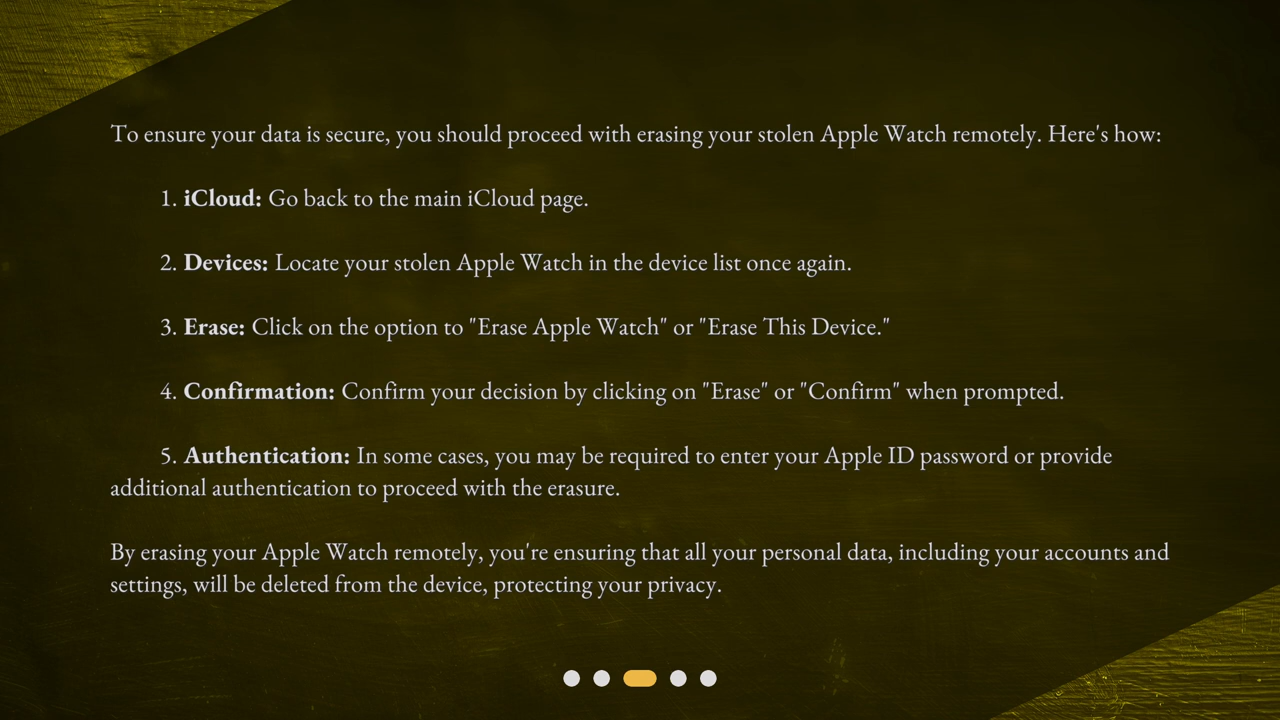 To ensure your data is secure, you should proceed with erasing your stolen Apple Watch remotely. Here's how:
1. iCloud: Go back to the main iCloud page.
2. Devices: Locate your stolen Apple Watch in the device list once again.
3. Erase: Click on the option to "Erase Apple Watch" or "Erase This Device."
4. Confirmation: Confirm your decision by clicking on "Erase" or "Confirm" when prompted.
5. Authentication: In some cases, you may be required to enter your Apple ID password or provide
additional authentication to proceed with the erasure.
By erasing your Apple Watch remotely, you're ensuring that all your personal data, including your accounts and
settings, will be deleted from the device, protecting your privacy.